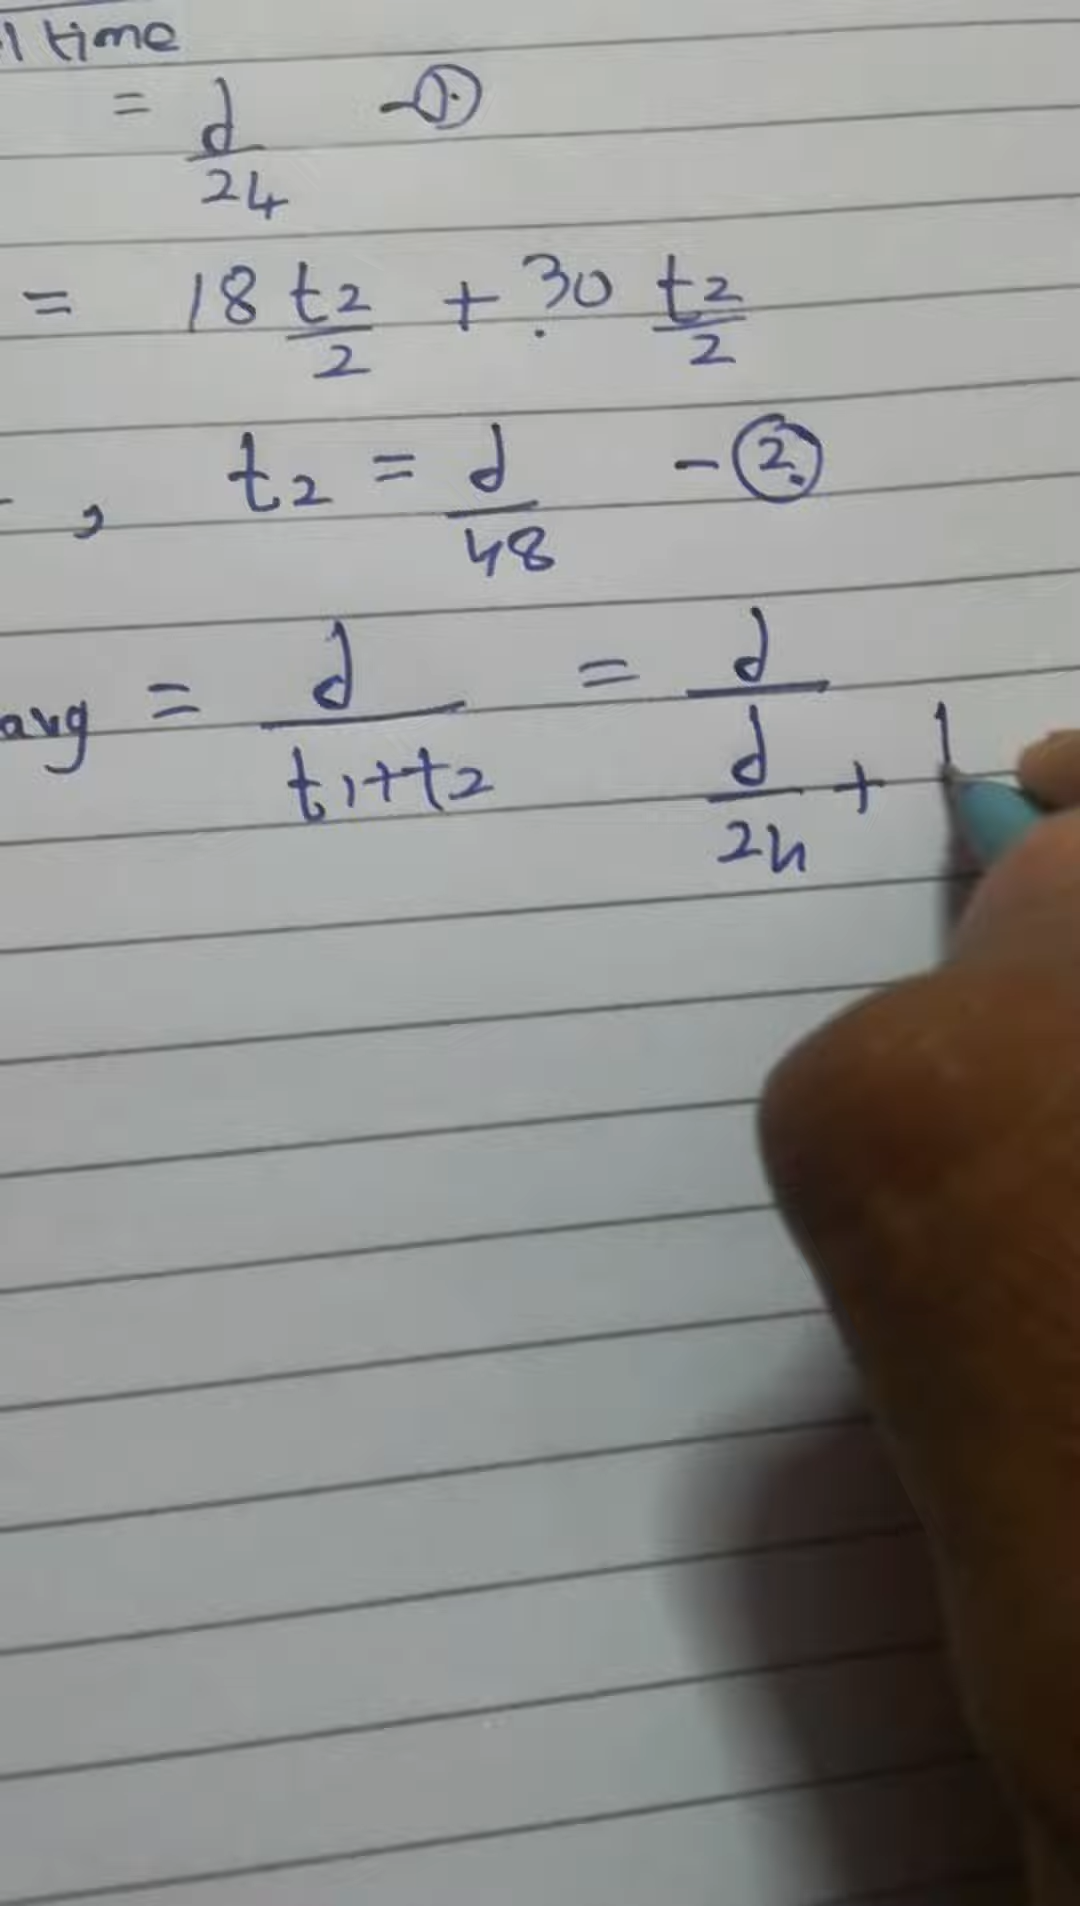 time
= d/24 - ①
= 18 t2/2 + 30 t2/2
, t2 = d/48 - ②
avg = d/(t1+t2) = d/(d/24 +